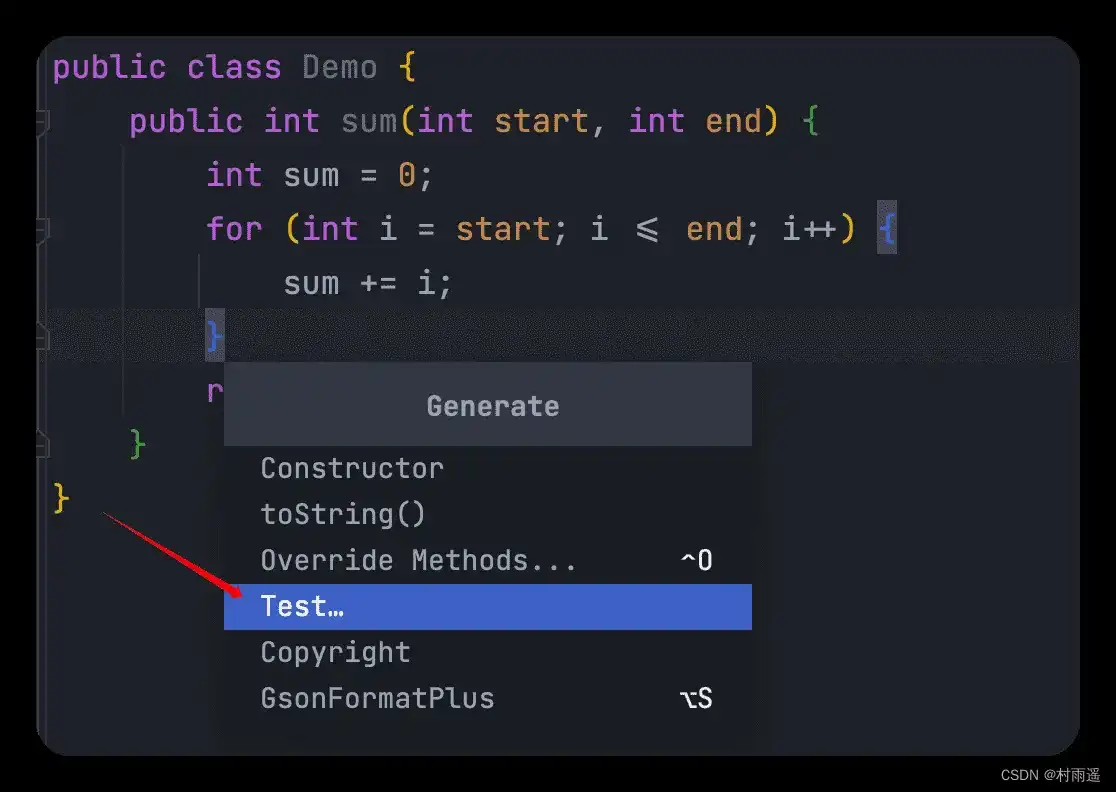 public class Demo {
public int sum(int start, int end) {
int sum = 0;
for (int i = start; i <= end; i++) {
sum += i;
}
r
Generate
Constructor
toString()
Override Methods... ^O
Test…
Copyright
GsonFormatPlus ⌥S
}
}
CSDN @村雨遥